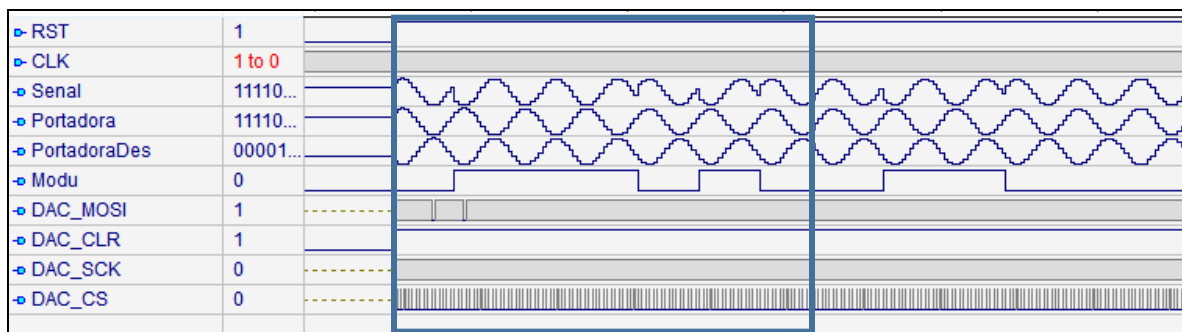 RST 1
CLK 1 to 0
Senal 11110...
Portadora 11110...
PortadoraDes 00001...
Modu 0
DAC_MOSI 1
DAC_CLR 1
DAC_SCK 0
DAC_CS 0